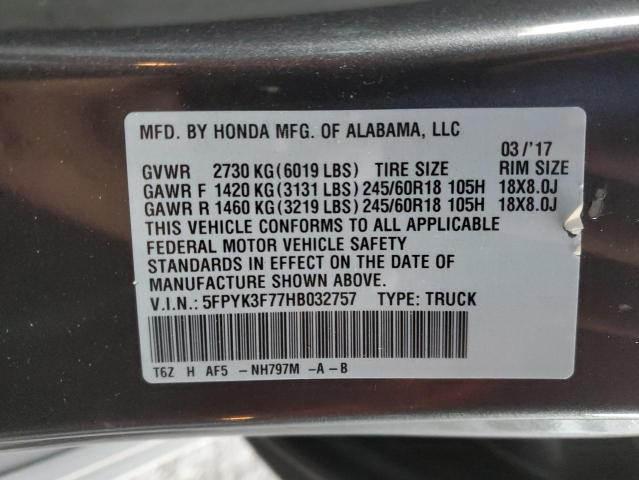 MFD. BY HONDA MFG. OF ALABAMA, LLC
03/'17
GVWR 2730 KG(6019 LBS) TIRE SIZE RIM SIZE
GAWR F 1420 KG(3131 LBS) 245/60R18 105H 18X8.0J
GAWR R 1460 KG(3219 LBS) 245/60R18 105H 18X8.0J
THIS VEHICLE CONFORMS TO ALL APPLICABLE
FEDERAL MOTOR VEHICLE SAFETY
STANDARDS IN EFFECT ON THE DATE OF
MANUFACTURE SHOWN ABOVE.
V.I.N.: 5FPYK3F77HB032757 TYPE: TRUCK
T6Z H AF5 -NH797M -A-B